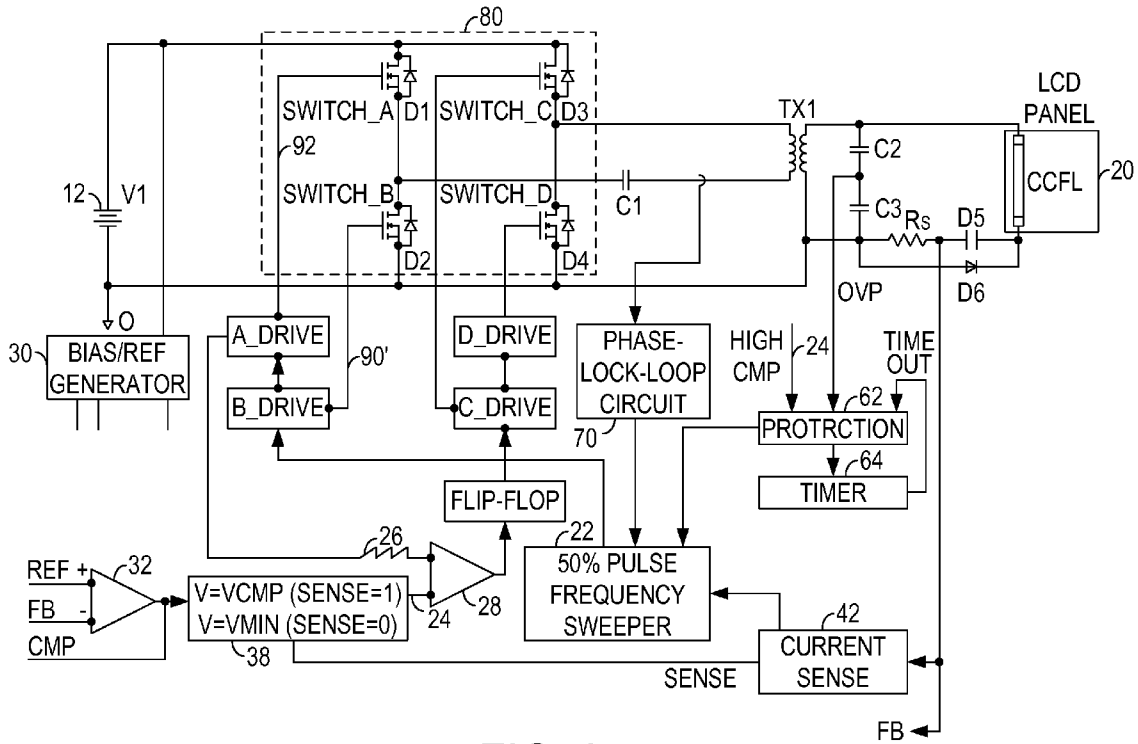 80
SWITCH_A
D1
SWITCH_C
D3
TX1
LCD
PANEL
92
C2
20
CCFL
12
V1
SWITCH_B
SWITCH_D
C1
C3
RS
D5
D2
D4
OVP
D6
O
30
BIAS/REF
GENERATOR
A_DRIVE
90'
B_DRIVE
D_DRIVE
C_DRIVE
PHASE-
LOCK-LOOP
CIRCUIT
70
HIGH
CMP
24
TIME
OUT
62
PROTRCTION
64
TIMER
FLIP-FLOP
26
22
50% PULSE
FREQUENCY
SWEEPER
REF +
32
FB -
CMP
V=VCMP (SENSE=1)
V=VMIN (SENSE=0)
24
28
38
42
CURRENT
SENSE
SENSE
FB